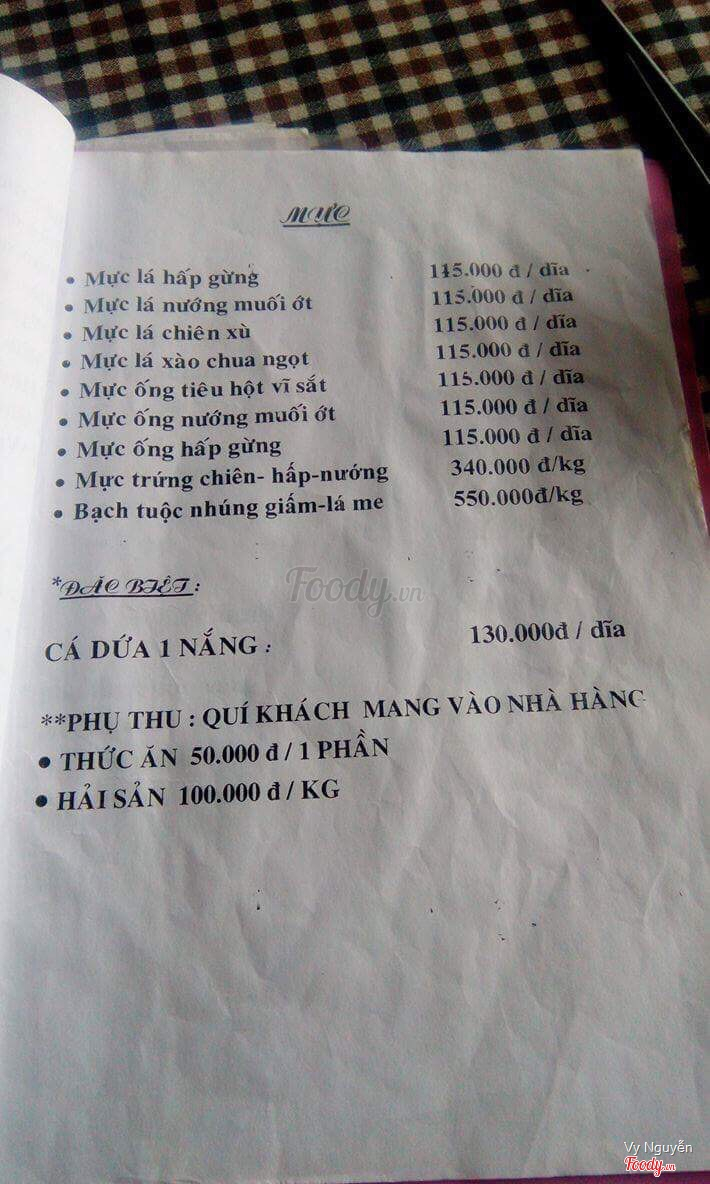 MỰC
• Mực lá hấp gừng 115.000 đ / dĩa
• Mực lá nướng muối ớt 115.000 đ / dĩa
• Mực lá chiên xù 115.000 đ / dĩa
• Mực lá xào chua ngọt 115.000 đ / dĩa
• Mực ống tiêu hột vĩ sắt 115.000 đ / dĩa
• Mực ống nướng muối ớt 115.000 đ / dĩa
• Mực ống hấp gừng 115.000 đ / dĩa
• Mực trứng chiên- hấp-nướng 340.000 đ/kg
• Bạch tuộc nhúng giấm-lá me 550.000đ/kg
*ĐẶC BIỆT :
Foody.vn
CÁ DỨA 1 NẮNG : 130.000đ / dĩa
**PHỤ THU : QUÍ KHÁCH MANG VÀO NHÀ HÀNG
• THỨC ĂN 50.000 đ / 1 PHẦN
• HẢI SẢN 100.000 đ / KG
Vy Nguyễn
Foody.vn